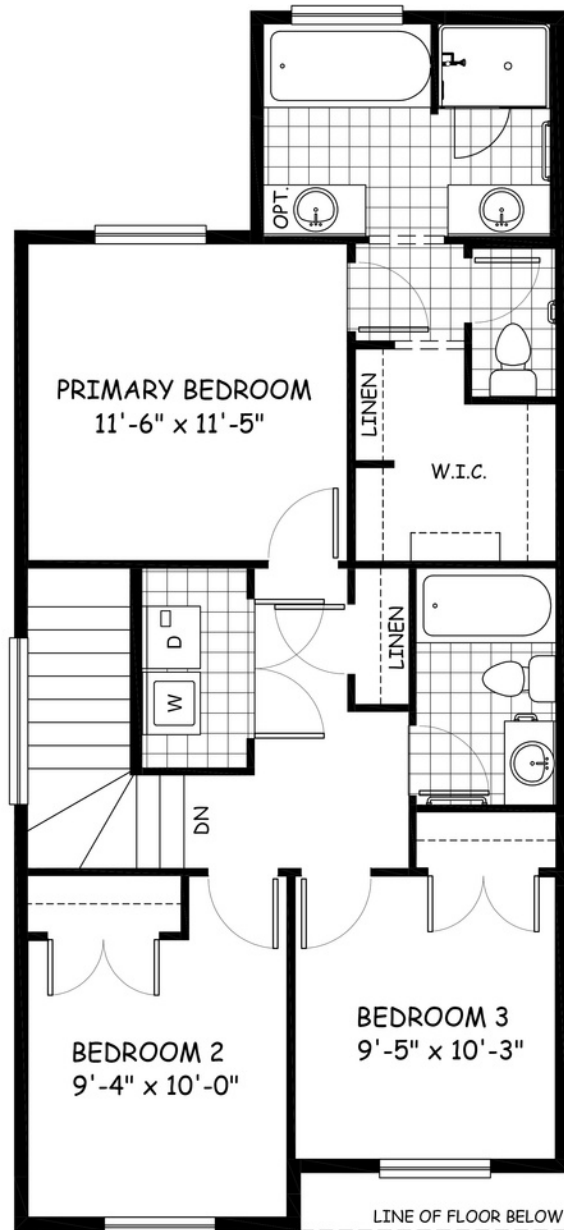 OPT.
PRIMARY BEDROOM
11'-6" x 11'-5"
LINEN
W.I.C.
D
W
LINEN
DN
BEDROOM 2
9'-4" x 10'-0"
BEDROOM 3
9'-5" x 10'-3"
LINE OF FLOOR BELOW